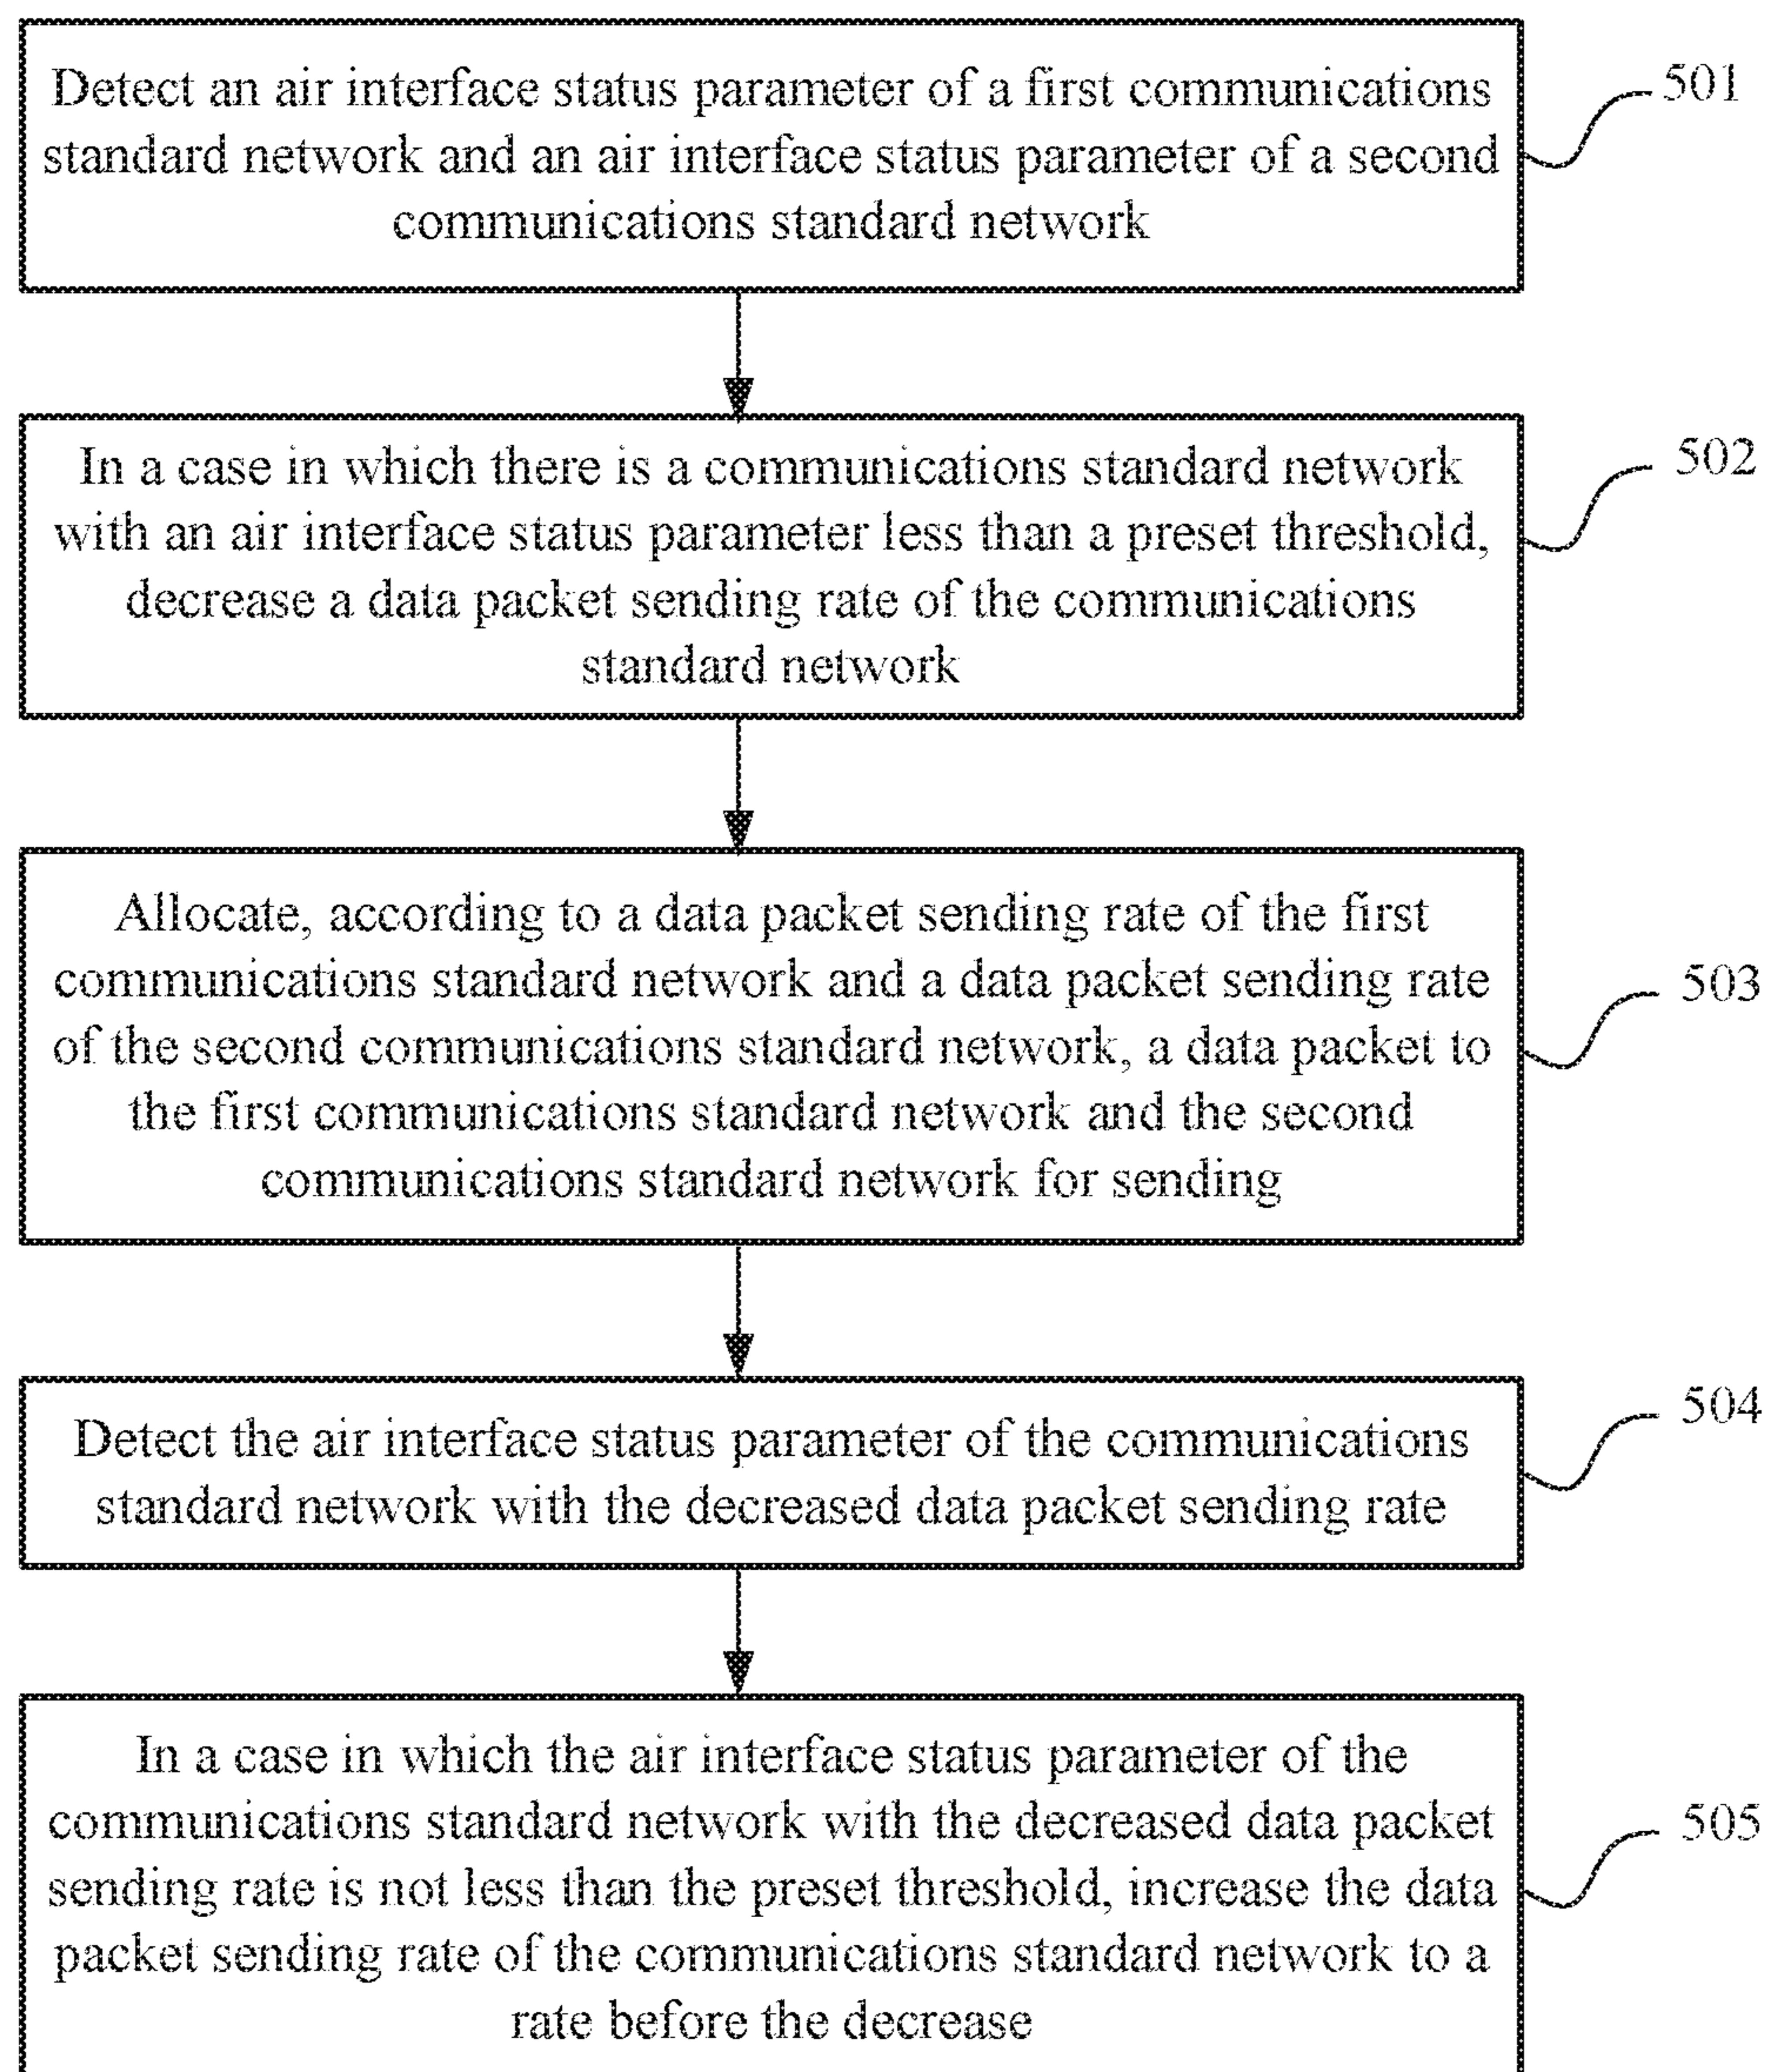 Detect an air interface status parameter of a first communications
standard network and an air interface status parameter of a second
communications standard network
501
In a case in which there is a communications standard network
with an air interface status parameter less than a preset threshold,
decrease a data packet sending rate of the communications
standard network
502
Allocate, according to a data packet sending rate of the first
communications standard network and a data packet sending rate
of the second communications standard network, a data packet to
the first communications standard network and the second
communications standard network for sending
503
Detect the air interface status parameter of the communications
standard network with the decreased data packet sending rate
504
In a case in which the air interface status parameter of the
communications standard network with the decreased data packet
sending rate is not less than the preset threshold, increase the data
packet sending rate of the communications standard network to a
rate before the decrease
505